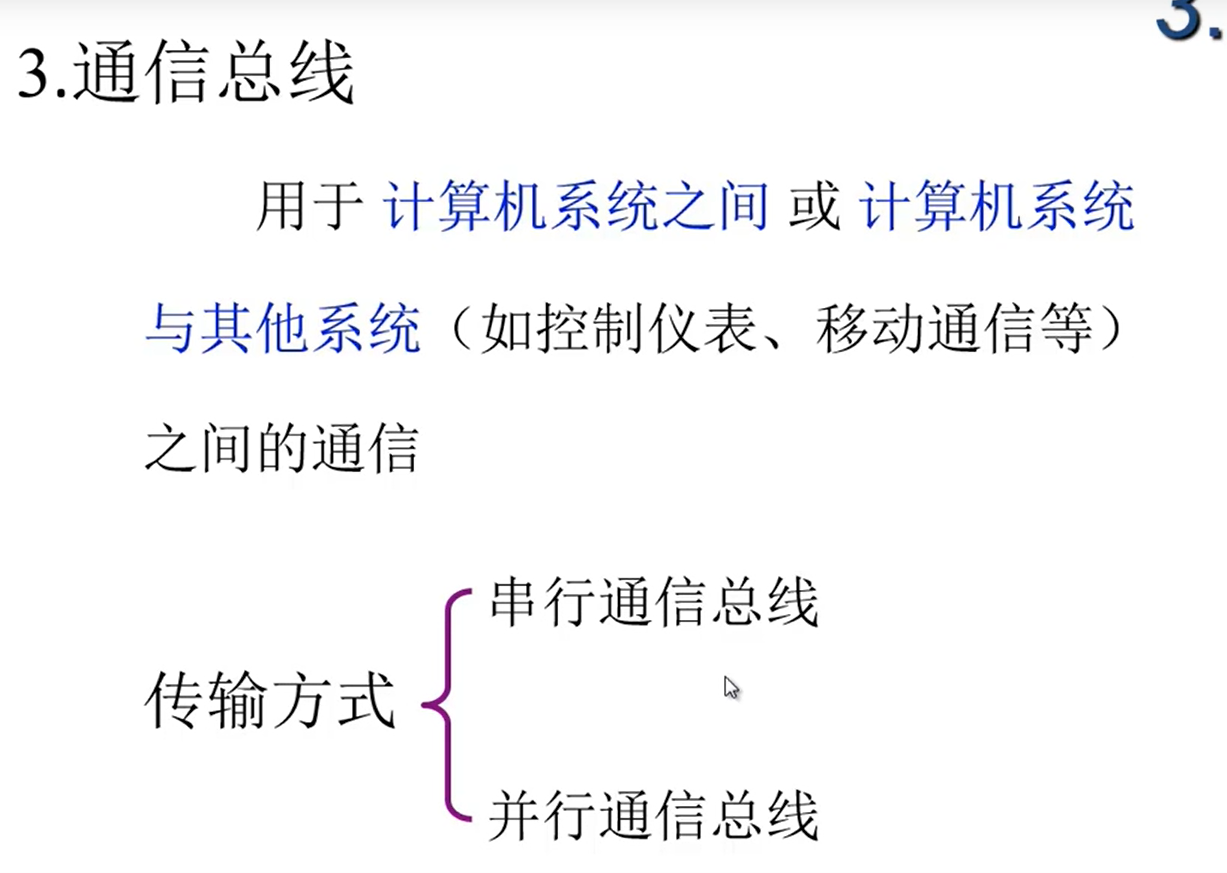 3.
3.通信总线
用于 计算机系统之间 或 计算机系统
与其他系统（如控制仪表、移动通信等）
之间的通信
串行通信总线
传输方式
并行通信总线